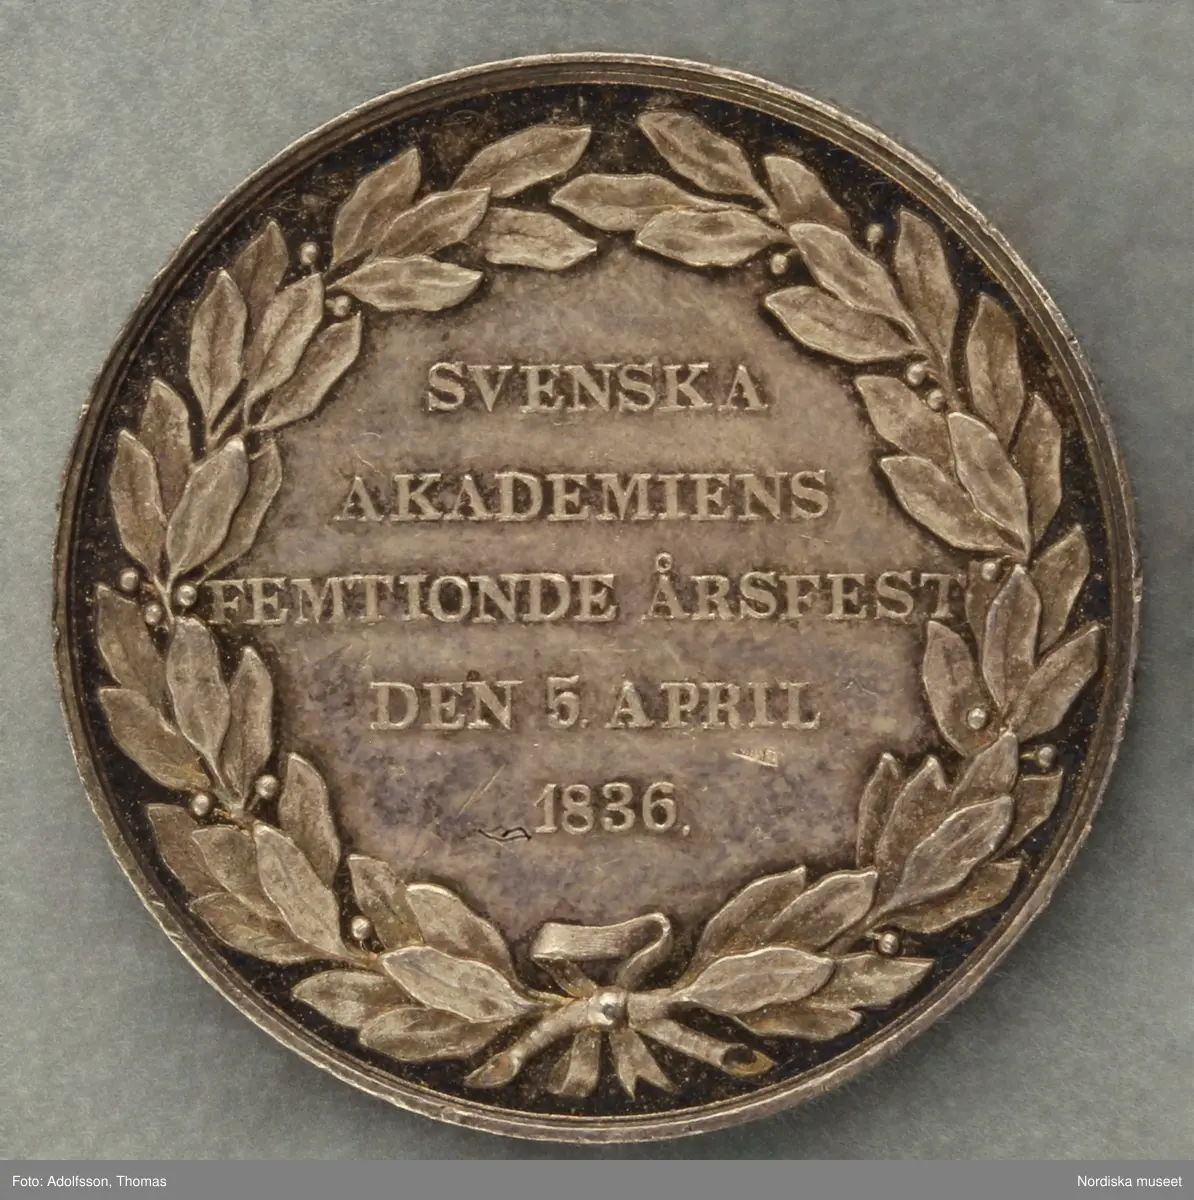 SVENSKA
AKADEMIENS
FEMTIONDE ÅRSFEST
DEN 5. APRIL
1836.
Foto: Adolfsson, Thomas
Nordiska museet